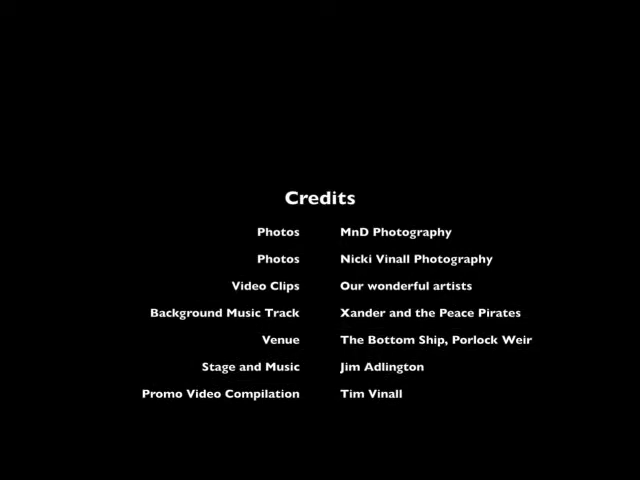 Credits
Photos MnD Photography
Photos Nicki Vinall Photography
Video Clips Our wonderful artists
Background Music Track Xander and the Peace Pirates
Venue The Bottom Ship, Porlock Weir
Stage and Music Jim Adlington
Promo Video Compilation Tim Vinall